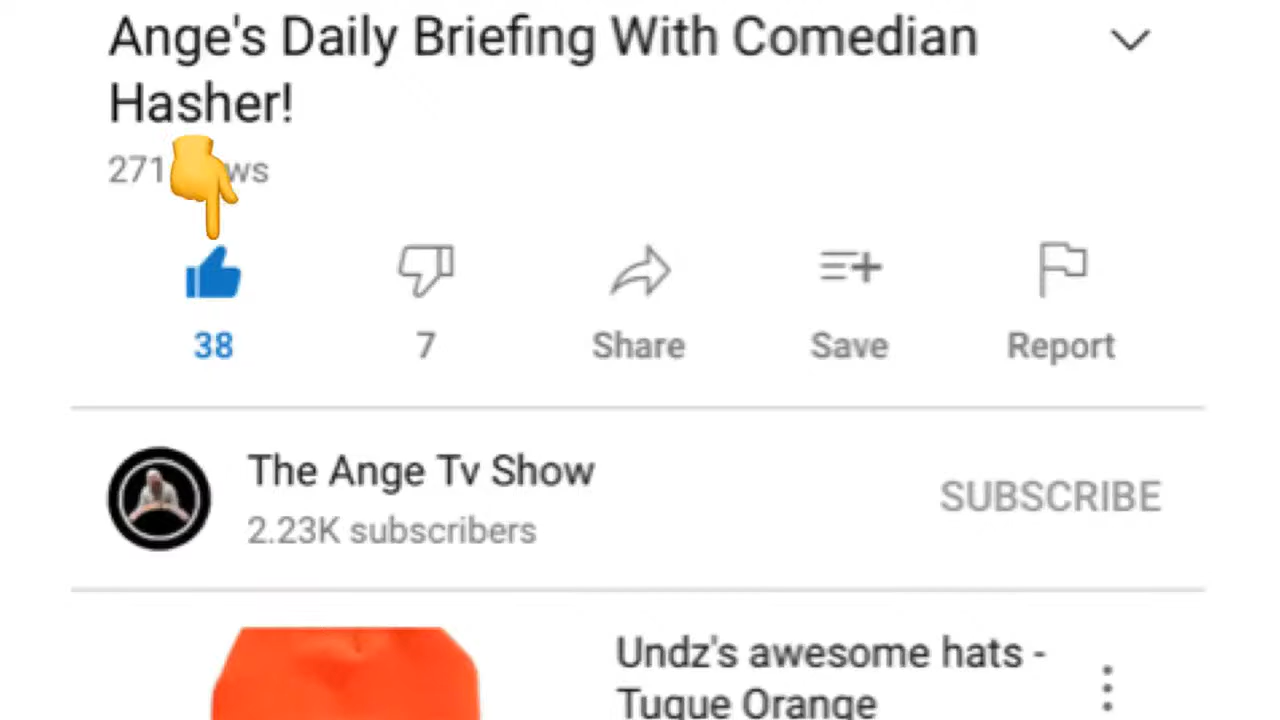 Ange's Daily Briefing With Comedian
Hasher!
271
38
7
Share
Save
Report
The Ange Tv Show
2.23K subscribers
SUBSCRIBE
Undz's awesome hats -
Tuque Orange